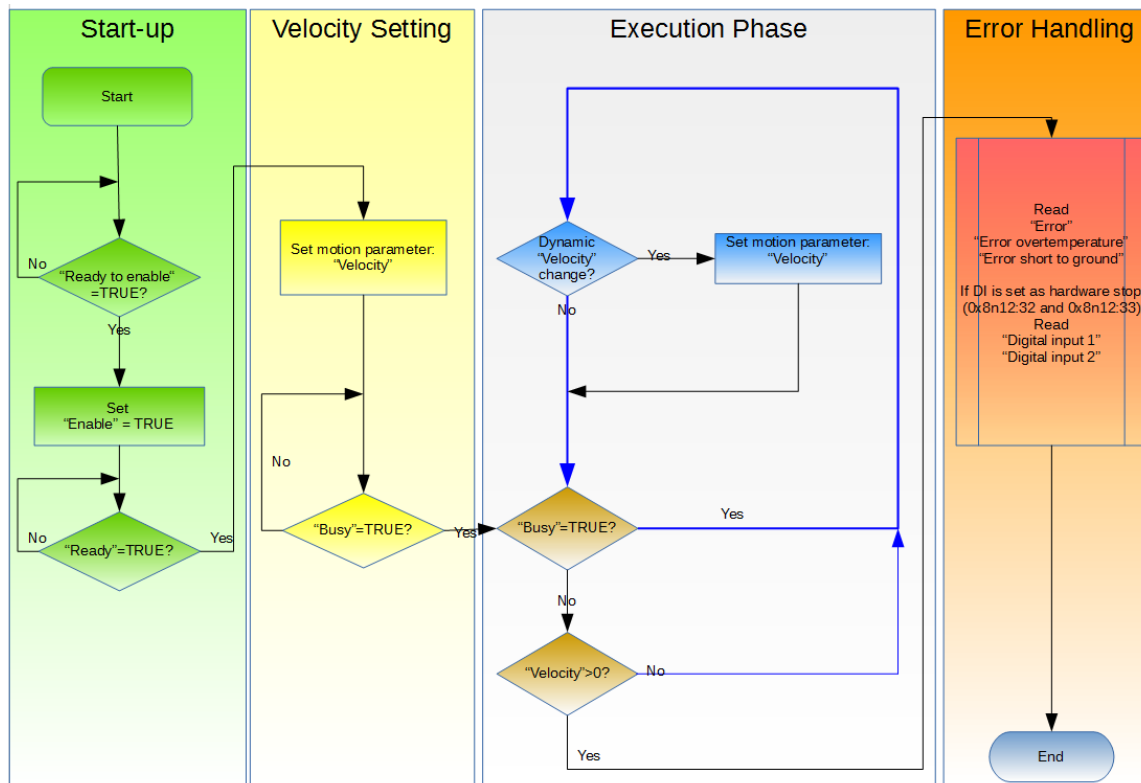 Start-up
Start
“Ready to enable“
=TRUE?
No
Yes
Set
“Enable” = TRUE
“Ready”=TRUE?
No
Yes
Velocity Setting
Set motion parameter:
“Velocity”
No
“Busy”=TRUE?
Yes
Execution Phase
Dynamic
“Velocity”
change?
Yes
Set motion parameter:
“Velocity”
No
“Busy”=TRUE?
Yes
No
“Velocity”>0?
No
Yes
Error Handling
Read
“Error”
“Error overtemperature”
“Error short to ground”
If DI is set as hardware stop
(0x8n12:32 and 0x8n12:33)
Read
“Digital input 1”
“Digital input 2”
End